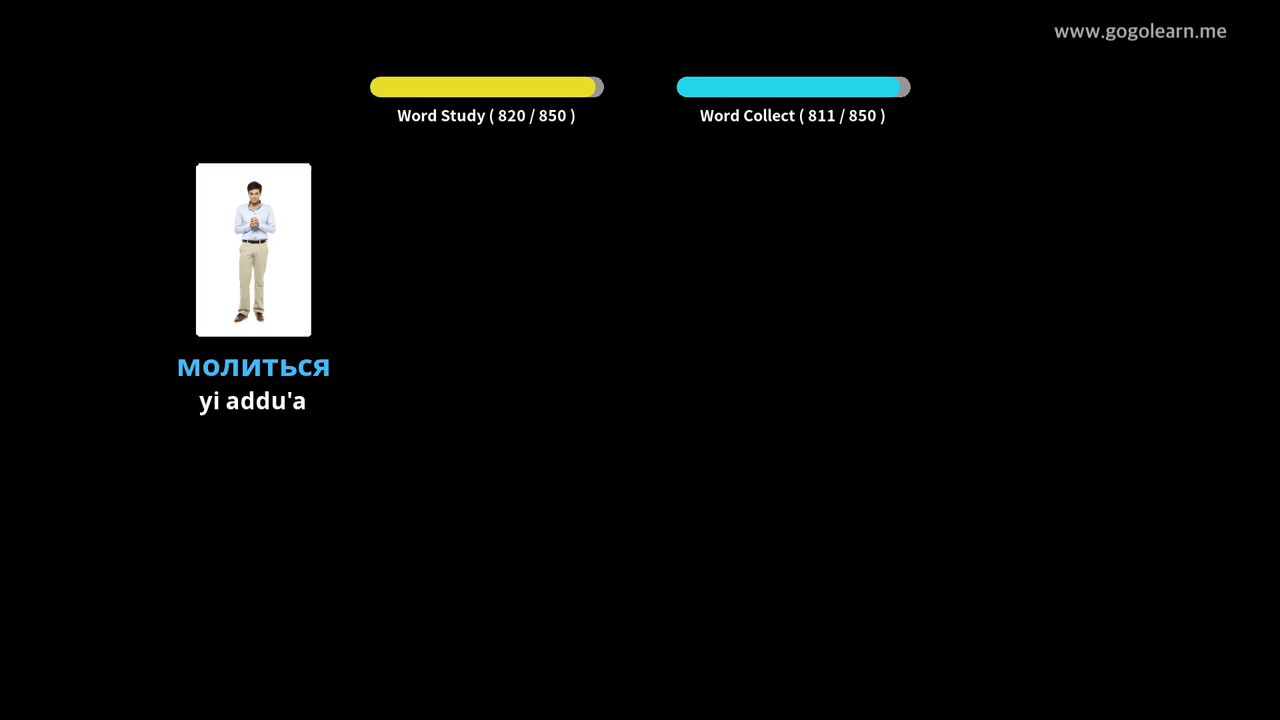 www.gogolearn.me
Word Study ( 820 / 850 )
Word Collect ( 811 / 850 )
молиться
yi addu'a